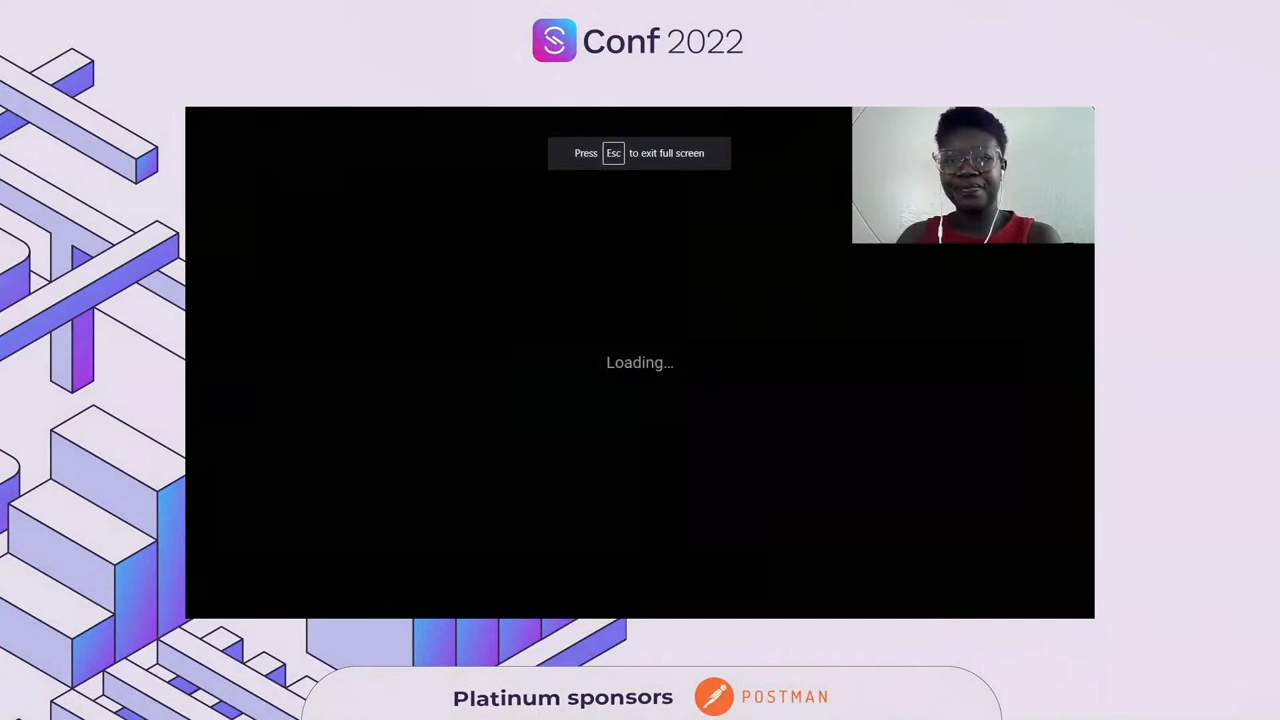 Conf 2022
Press Esc to exit full screen
Loading...
Platinum sponsors POSTMAN